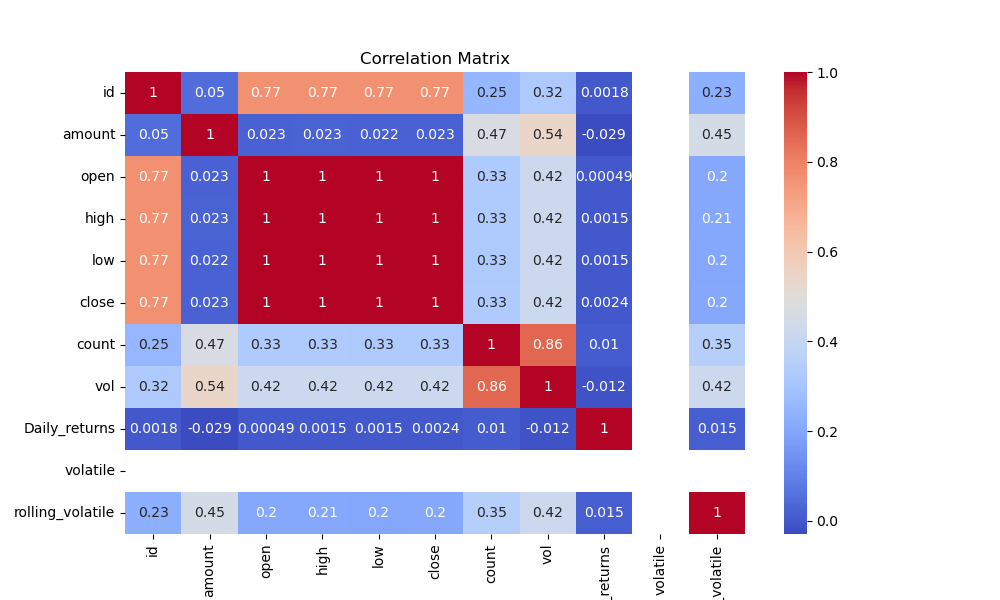 Correlation Matrix
id 1 0.05 0.77 0.77 0.77 0.77 0.25 0.32 0.0018 0.23
amount 0.05 1 0.023 0.023 0.022 0.023 0.47 0.54 -0.029 0.45
open 0.77 0.023 1 1 1 1 0.33 0.42 0.00049 0.2
high 0.77 0.023 1 1 1 1 0.33 0.42 0.0015 0.21
low 0.77 0.022 1 1 1 1 0.33 0.42 0.0015 0.2
close 0.77 0.023 1 1 1 1 0.33 0.42 0.0024 0.2
count 0.25 0.47 0.33 0.33 0.33 0.33 1 0.86 0.01 0.35
vol 0.32 0.54 0.42 0.42 0.42 0.42 0.86 1 -0.012 0.42
Daily_returns 0.0018 -0.029 0.00049 0.0015 0.0015 0.0024 0.01 -0.012 1 0.015
volatile
rolling_volatile 0.23 0.45 0.2 0.21 0.2 0.2 0.35 0.42 0.015 1
id amount open high low close count vol _returns volatile _volatile
1.0
0.8
0.6
0.4
0.2
0.0